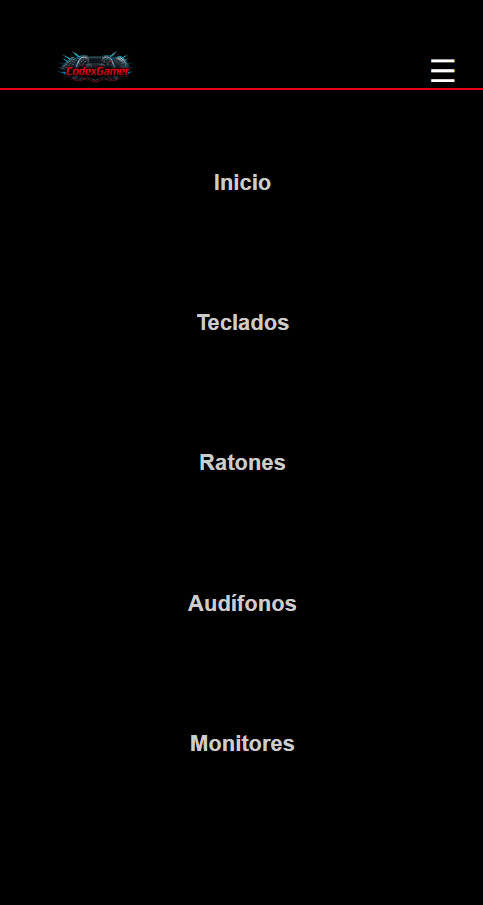 CodexGamer
Inicio
Teclados
Ratones
Audífonos
Monitores